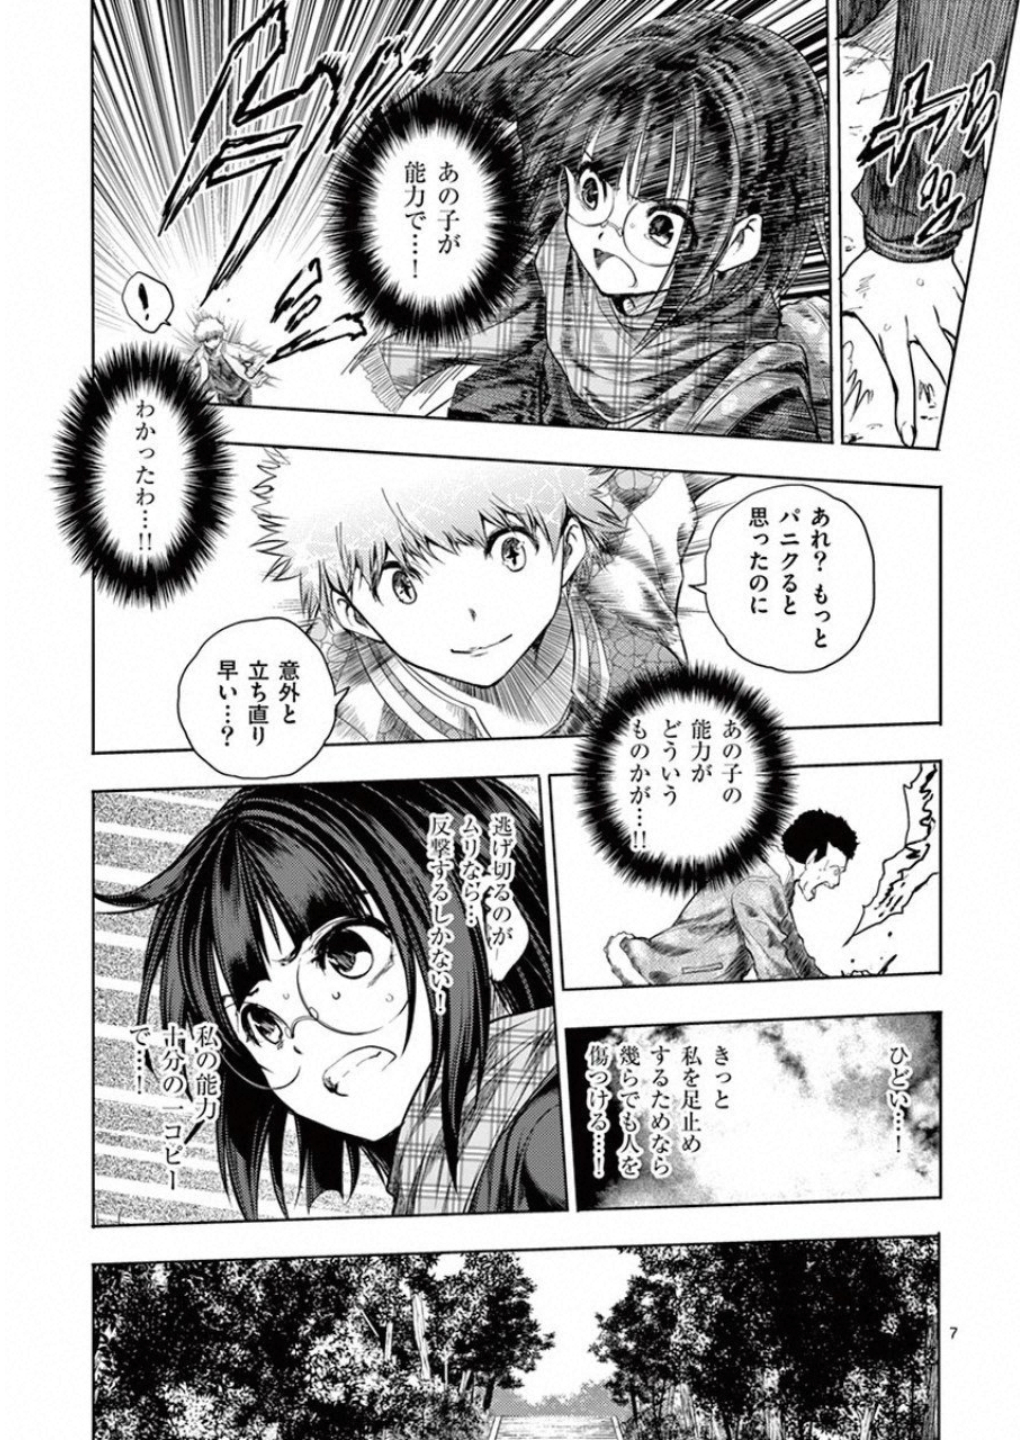 あの子が
能力で…！
！
わかったわ…!!
あれ？もっと
パニクると
思ったのに
意外と
立ち直り
早い…？
あの子の
能力が
どういう
ものかが…!!
ひどい…！
きっと
私を足止め
するためなら
幾らでも人を
傷つける…！
逃げ切るのが
ムリなら…
反撃するしかない！
私の能力
十分の一コピー
で…！
7